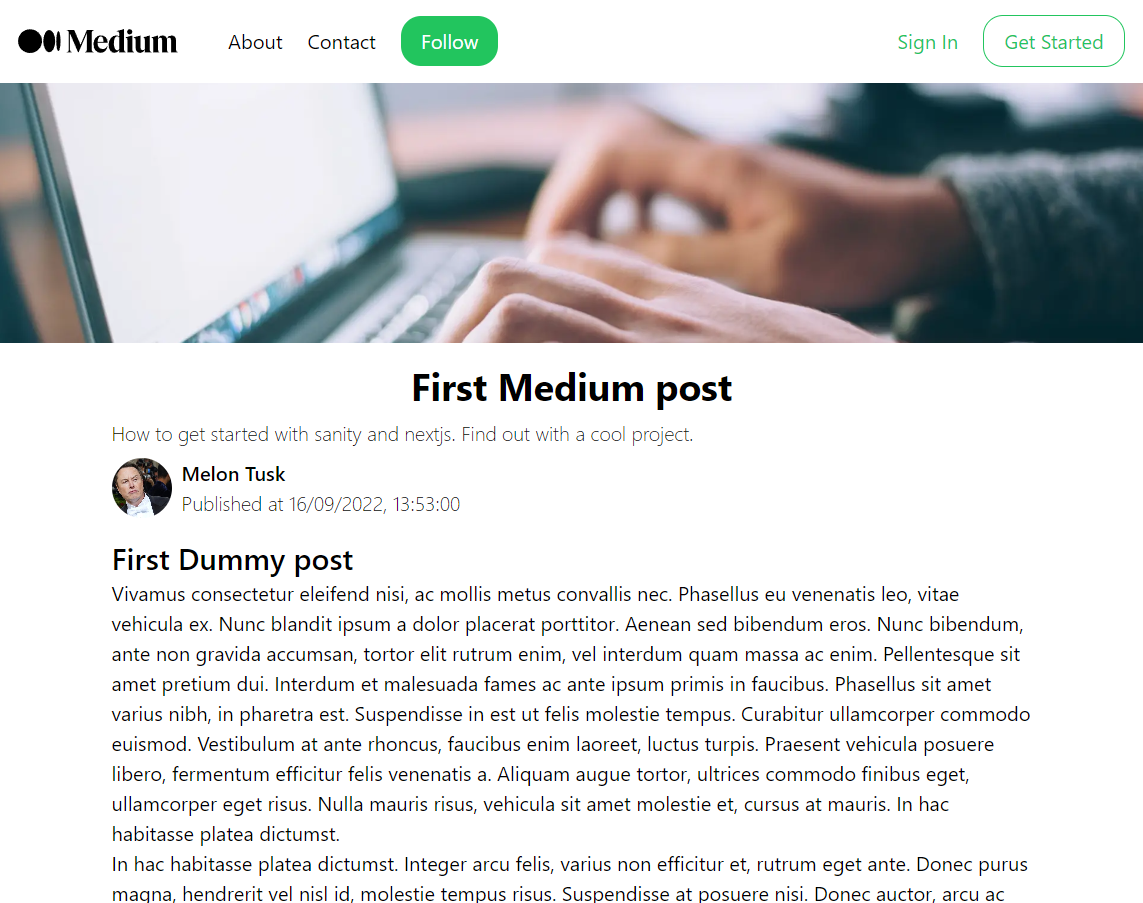 Medium About Contact Follow Sign In Get Started
First Medium post
How to get started with sanity and nextjs. Find out with a cool project.
Melon Tusk
Published at 16/09/2022, 13:53:00
First Dummy post
Vivamus consectetur eleifend nisi, ac mollis metus convallis nec. Phasellus eu venenatis leo, vitae
vehicula ex. Nunc blandit ipsum a dolor placerat porttitor. Aenean sed bibendum eros. Nunc bibendum,
ante non gravida accumsan, tortor elit rutrum enim, vel interdum quam massa ac enim. Pellentesque sit
amet pretium dui. Interdum et malesuada fames ac ante ipsum primis in faucibus. Phasellus sit amet
varius nibh, in pharetra est. Suspendisse in est ut felis molestie tempus. Curabitur ullamcorper commodo
euismod. Vestibulum at ante rhoncus, faucibus enim laoreet, luctus turpis. Praesent vehicula posuere
libero, fermentum efficitur felis venenatis a. Aliquam augue tortor, ultrices commodo finibus eget,
ullamcorper eget risus. Nulla mauris risus, vehicula sit amet molestie et, cursus at mauris. In hac
habitasse platea dictumst.
In hac habitasse platea dictumst. Integer arcu felis, varius non efficitur et, rutrum eget ante. Donec purus
magna, hendrerit vel nisl id, molestie tempus risus. Suspendisse at posuere nisi. Donec auctor, arcu ac